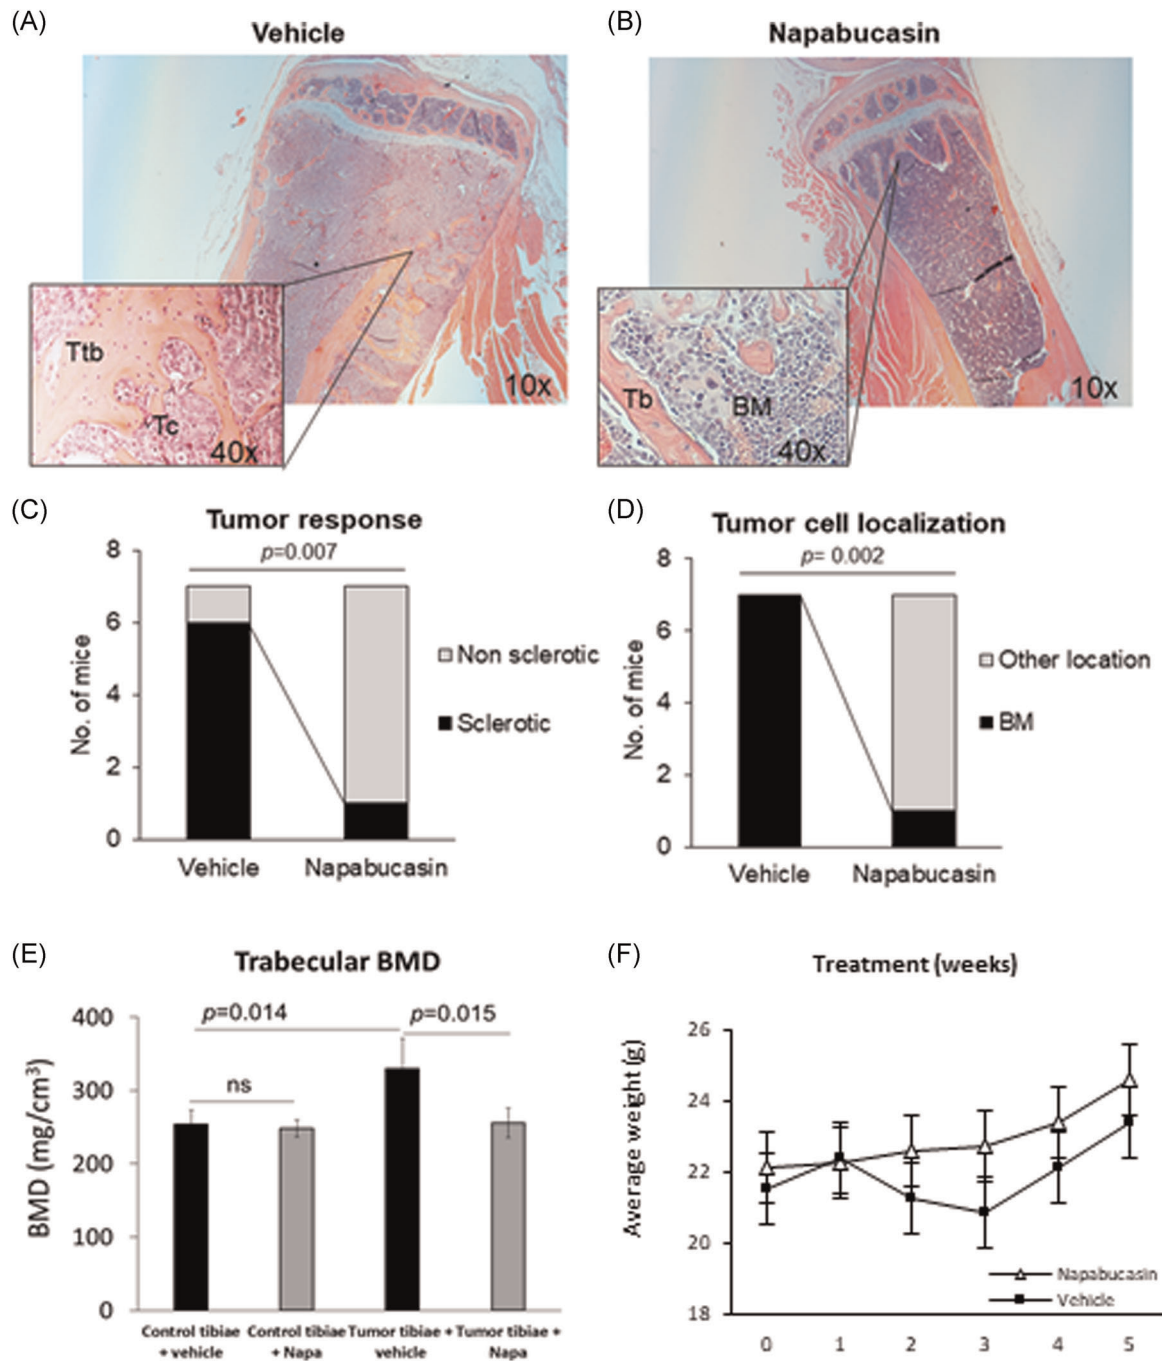 (A)
Vehicle
10x
Ttb
Tc
40x
(B)
Napabucasin
10x
Tb
BM
40x
(C)
Tumor response
p=0.007
8
6
4
2
0
No. of mice
Non sclerotic
Sclerotic
Vehicle
Napabucasin
(D)
Tumor cell localization
p= 0.002
8
6
4
2
0
No. of mice
Other location
BM
Vehicle
Napabucasin
(E)
Trabecular BMD
p=0.014
p=0.015
ns
400
300
200
100
0
BMD (mg/cm³)
Control tibiae
+ vehicle
Control tibiae
+ Napa
Tumor tibiae +
vehicle
Tumor tibiae +
Napa
(F)
Treatment (weeks)
26
24
22
20
18
Average weight (g)
Napabucasin
Vehicle
0 1 2 3 4 5